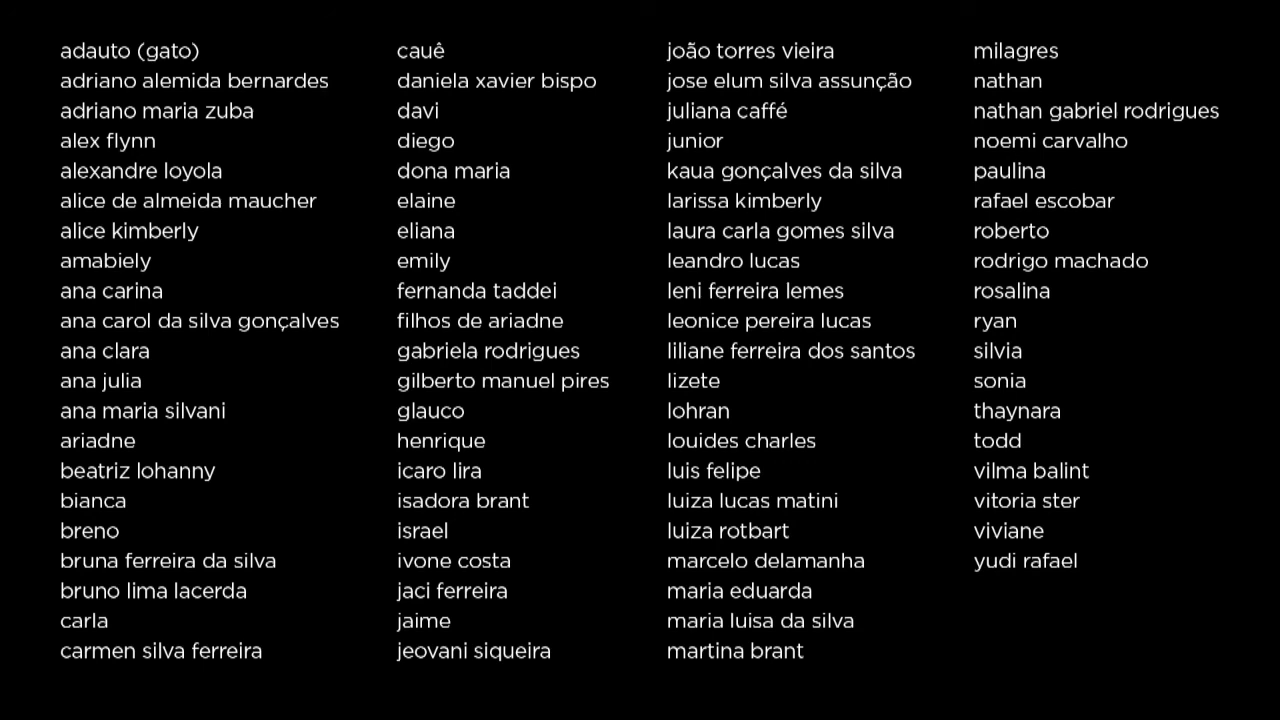 adauto (gato)
adriano alemida bernardes
adriano maria zuba
alex flynn
alexandre loyola
alice de almeida maucher
alice kimberly
amabiely
ana carina
ana carol da silva gonçalves
ana clara
ana julia
ana maria silvani
ariadne
beatriz lohanny
bianca
breno
bruna ferreira da silva
bruno lima lacerda
carla
carmen silva ferreira
cauê
daniela xavier bispo
davi
diego
dona maria
elaine
eliana
emily
fernanda taddei
filhos de ariadne
gabriela rodrigues
gilberto manuel pires
glauco
henrique
icaro lira
isadora brant
israel
ivone costa
jaci ferreira
jaime
jeovani siqueira
joão torres vieira
jose elum silva assunção
juliana caffé
junior
kaua gonçalves da silva
larissa kimberly
laura carla gomes silva
leandro lucas
leni ferreira lemes
leonice pereira lucas
liliane ferreira dos santos
lizete
lohran
louides charles
luis felipe
luiza lucas matini
luiza rotbart
marcelo delamanha
maria eduarda
maria luisa da silva
martina brant
milagres
nathan
nathan gabriel rodrigues
noemi carvalho
paulina
rafael escobar
roberto
rodrigo machado
rosalina
ryan
silvia
sonia
thaynara
todd
vilma balint
vitoria ster
viviane
yudi rafael